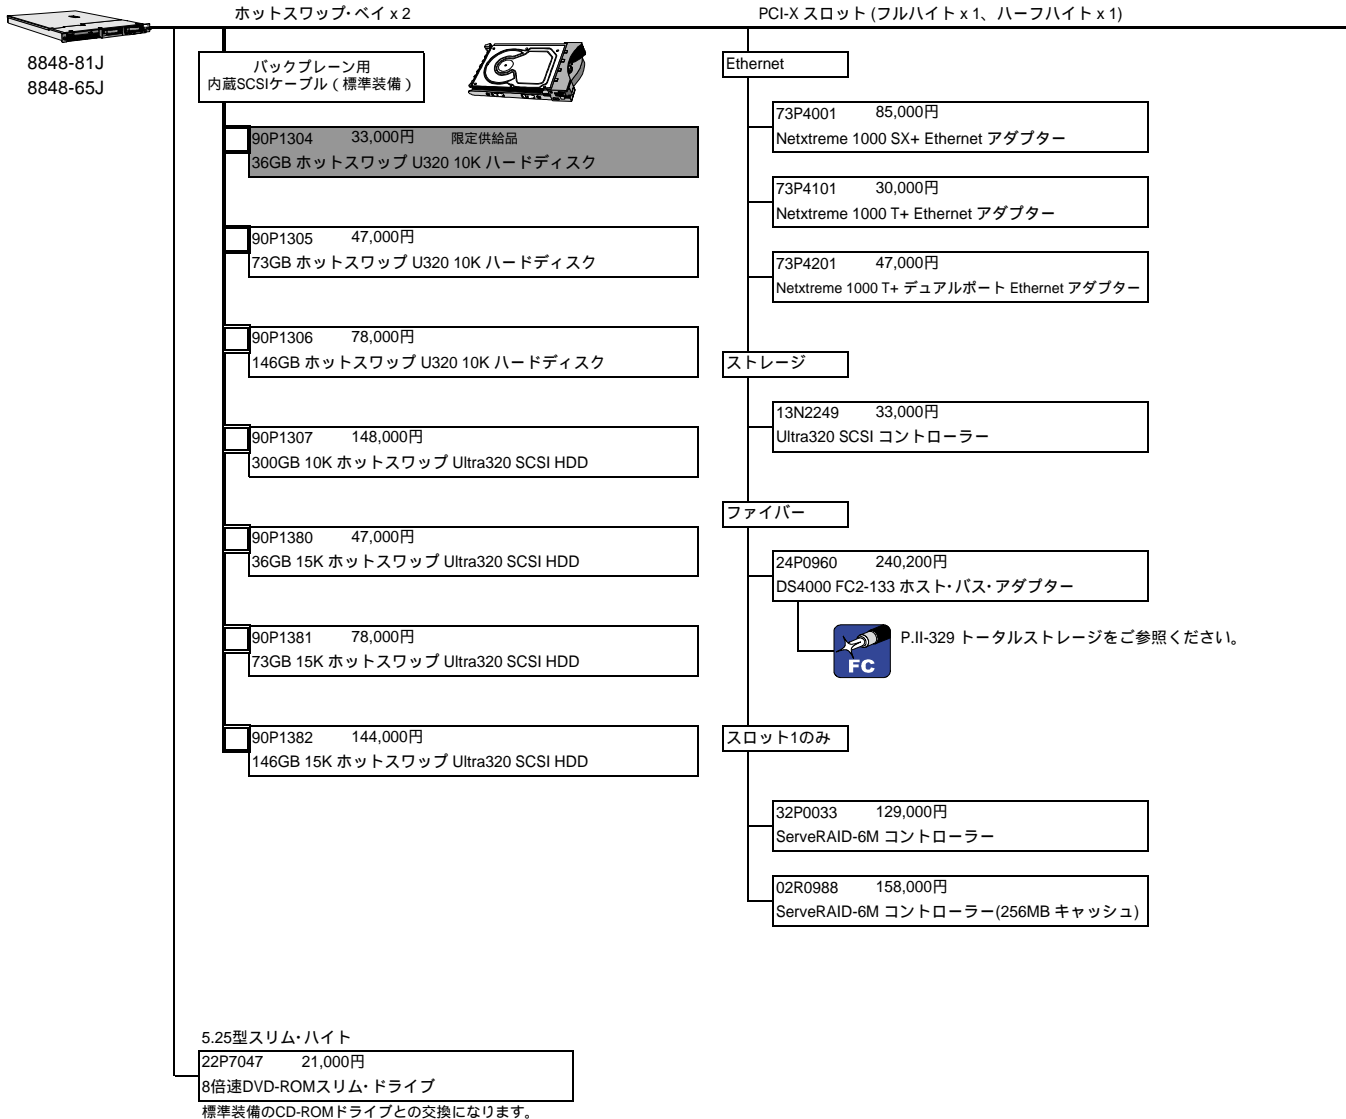 ホットスワップ・ベイ x 2
PCI-X スロット (フルハイト x 1、ハーフハイト x 1)
8848-81J
8848-65J
バックプレーン用
内蔵SCSIケーブル（標準装備）
90P1304 33,000円 限定供給品
36GB ホットスワップ U320 10K ハードディスク
90P1305 47,000円
73GB ホットスワップ U320 10K ハードディスク
90P1306 78,000円
146GB ホットスワップ U320 10K ハードディスク
90P1307 148,000円
300GB 10K ホットスワップ Ultra320 SCSI HDD
90P1380 47,000円
36GB 15K ホットスワップ Ultra320 SCSI HDD
90P1381 78,000円
73GB 15K ホットスワップ Ultra320 SCSI HDD
90P1382 144,000円
146GB 15K ホットスワップ Ultra320 SCSI HDD
Ethernet
73P4001 85,000円
Netxtreme 1000 SX+ Ethernet アダプター
73P4101 30,000円
Netxtreme 1000 T+ Ethernet アダプター
73P4201 47,000円
Netxtreme 1000 T+ デュアルポート Ethernet アダプター
ストレージ
13N2249 33,000円
Ultra320 SCSI コントローラー
ファイバー
24P0960 240,200円
DS4000 FC2-133 ホスト・バス・アダプター
FC
P.II-329 トータルストレージをご参照ください。
スロット1のみ
32P0033 129,000円
ServeRAID-6M コントローラー
02R0988 158,000円
ServeRAID-6M コントローラー(256MB キャッシュ)
5.25型スリム・ハイト
22P7047 21,000円
8倍速DVD-ROMスリム・ドライブ
標準装備のCD-ROMドライブとの交換になります。